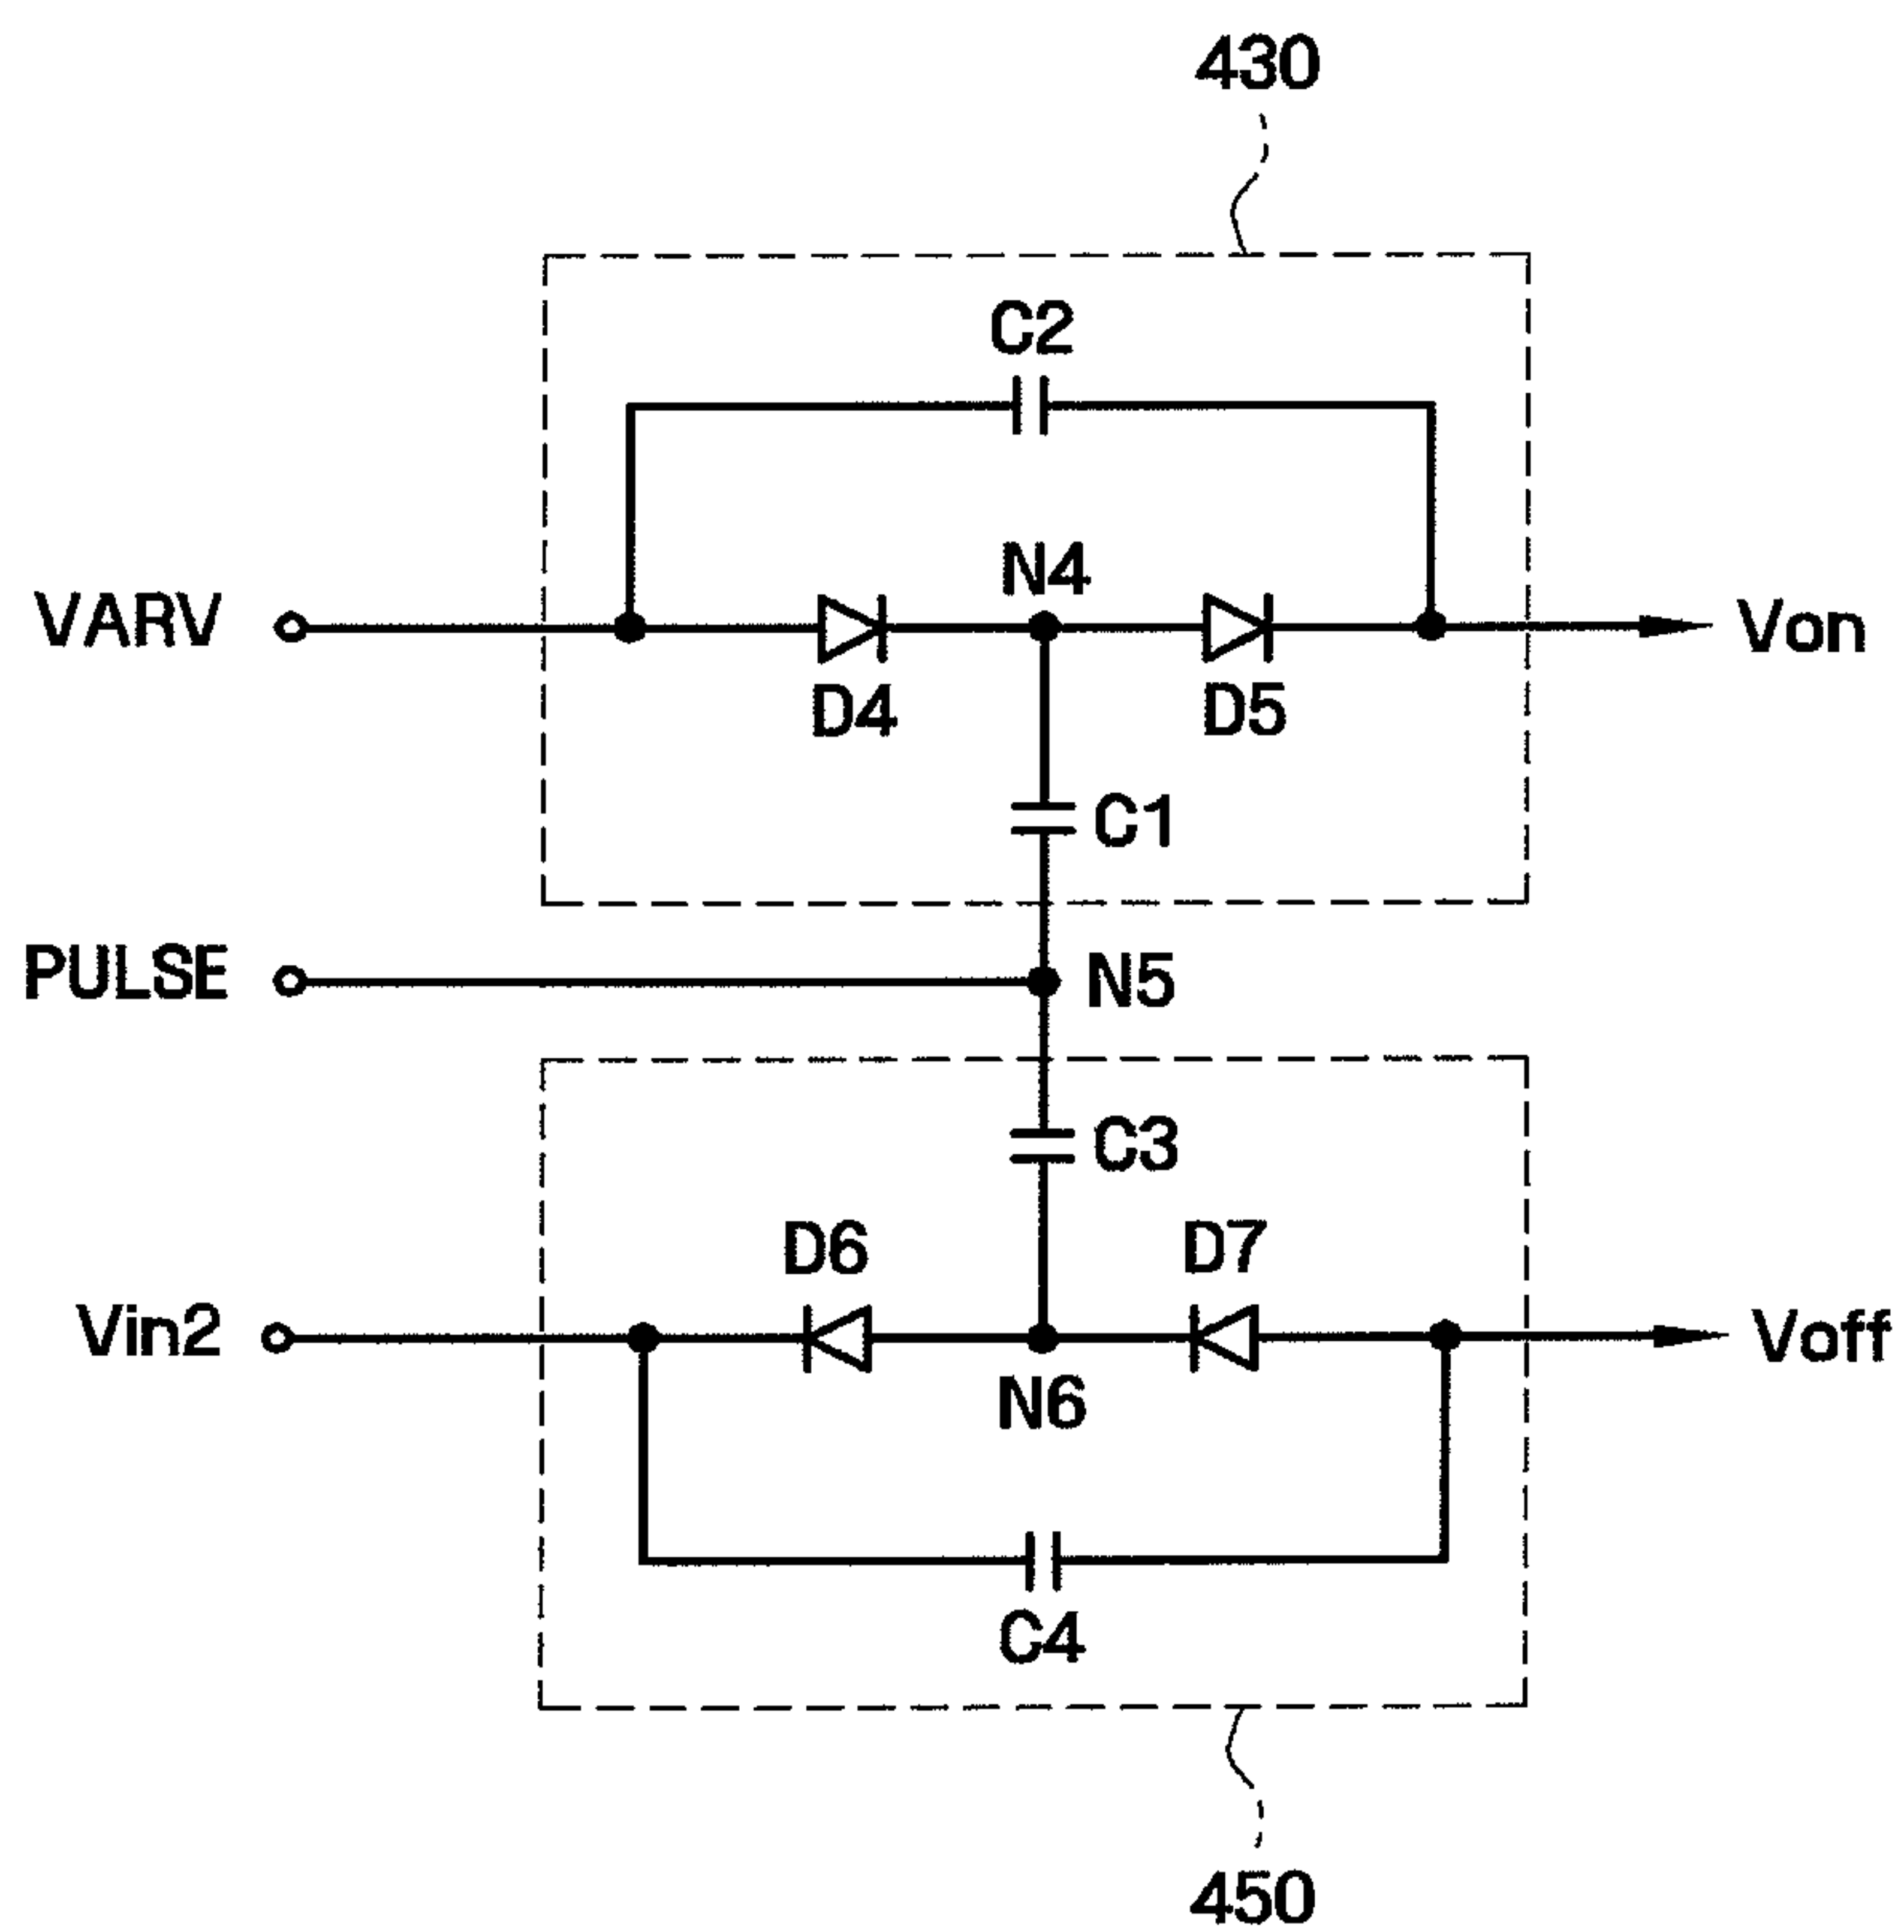 430
C2
N4
VARV
Von
D4
D5
C1
PULSE
N5
C3
D6
D7
Vin2
Voff
N6
C4
450